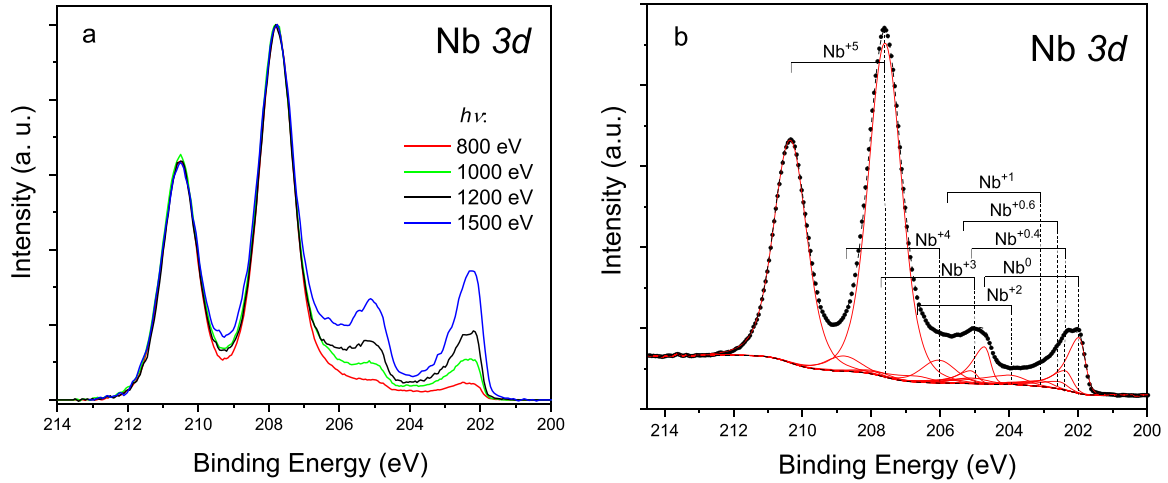 a
Nb 3d
hν:
800 eV
1000 eV
1200 eV
1500 eV
Intensity (a. u.)
214 212 210 208 206 204 202 200
Binding Energy (eV)
b
Nb 3d
Nb+5
Nb+1
Nb+0.6
Nb+4
Nb+0.4
Nb+3
Nb0
Nb+2
Intensity (a.u.)
214 212 210 208 206 204 202 200
Binding Energy (eV)